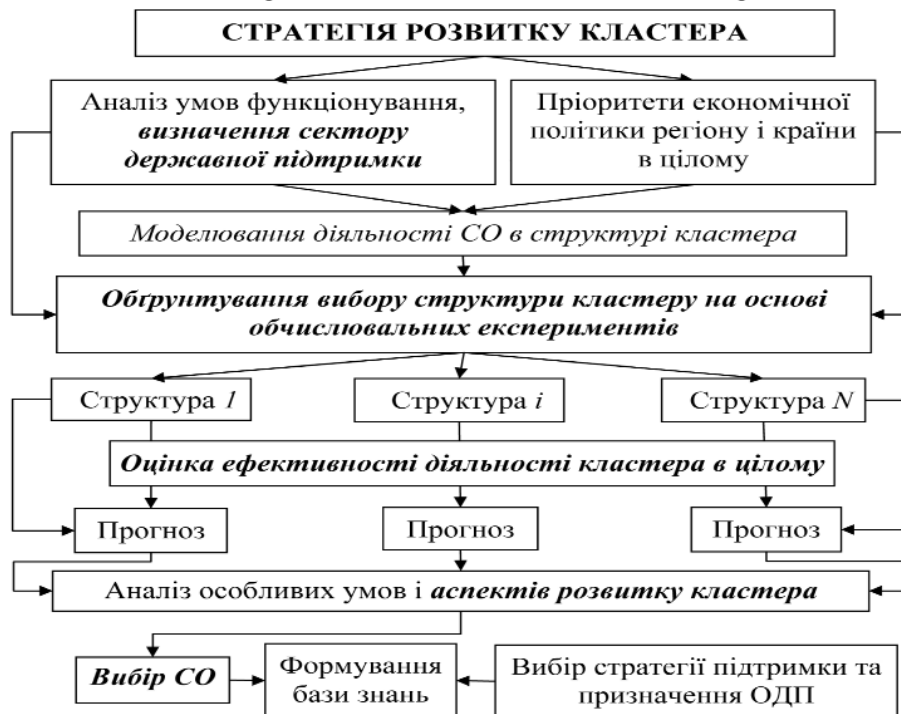 СТРАТЕГІЯ РОЗВИТКУ КЛАСТЕРА
Аналіз умов функціонування,
визначення сектору
державної підтримки
Пріоритети економічної
політики регіону і країни
в цілому
Моделювання діяльності СО в структурі кластера
Обґрунтування вибору структури кластеру на основі
обчислювальних експериментів
Структура 1
Структура i
Структура N
Оцінка ефективності діяльності кластера в цілому
Прогноз
Прогноз
Прогноз
Аналіз особливих умов і аспектів розвитку кластера
Вибір СО
Формування
бази знань
Вибір стратегії підтримки та
призначення ОДП